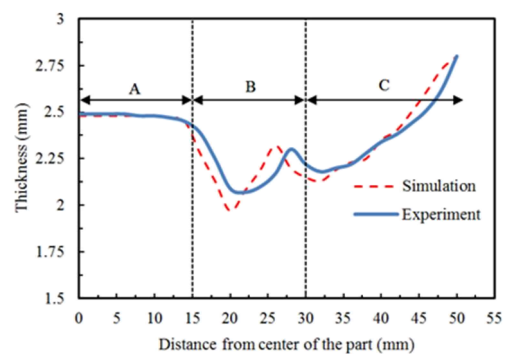 3
2.75
2.5
2.25
2
1.75
1.5
Thickness (mm)
A
B
C
Simulation
Experiment
0 5 10 15 20 25 30 35 40 45 50 55
Distance from center of the part (mm)